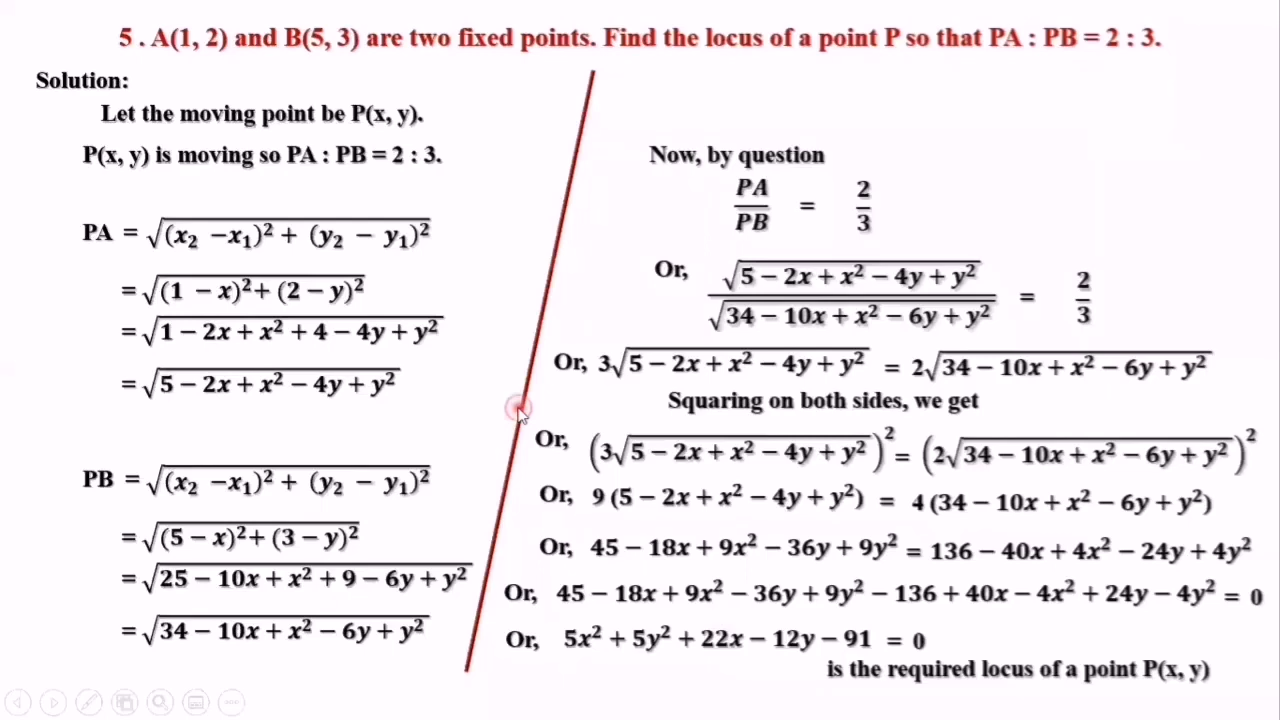 5 . A(1, 2) and B(5, 3) are two fixed points. Find the locus of a point P so that PA : PB = 2 : 3.
Solution:
Let the moving point be P(x, y).
P(x, y) is moving so PA : PB = 2 : 3.
PA = √(x₂ −x₁)² + (y₂ − y₁)²
= √(1 − x)²+ (2 − y)²
= √1 − 2x + x² + 4 − 4y + y²
= √5 − 2x + x² − 4y + y²
PB = √(x₂ −x₁)² + (y₂ − y₁)²
= √(5 − x)²+ (3 − y)²
= √25 − 10x + x² + 9 − 6y + y²
= √34 − 10x + x² − 6y + y²
Now, by question
PA/PB = 2/3
Or, √5 − 2x + x² − 4y + y² / √34 − 10x + x² − 6y + y² = 2/3
Or, 3√5 − 2x + x² − 4y + y² = 2√34 − 10x + x² − 6y + y²
Squaring on both sides, we get
Or, (3√5 − 2x + x² − 4y + y²)² = (2√34 − 10x + x² − 6y + y²)²
Or, 9 (5 − 2x + x² − 4y + y²) = 4 (34 − 10x + x² − 6y + y²)
Or, 45 − 18x + 9x² − 36y + 9y² = 136 − 40x + 4x² − 24y + 4y²
Or, 45 − 18x + 9x² − 36y + 9y² − 136 + 40x − 4x² + 24y − 4y² = 0
Or, 5x² + 5y² + 22x − 12y − 91 = 0
is the required locus of a point P(x, y)